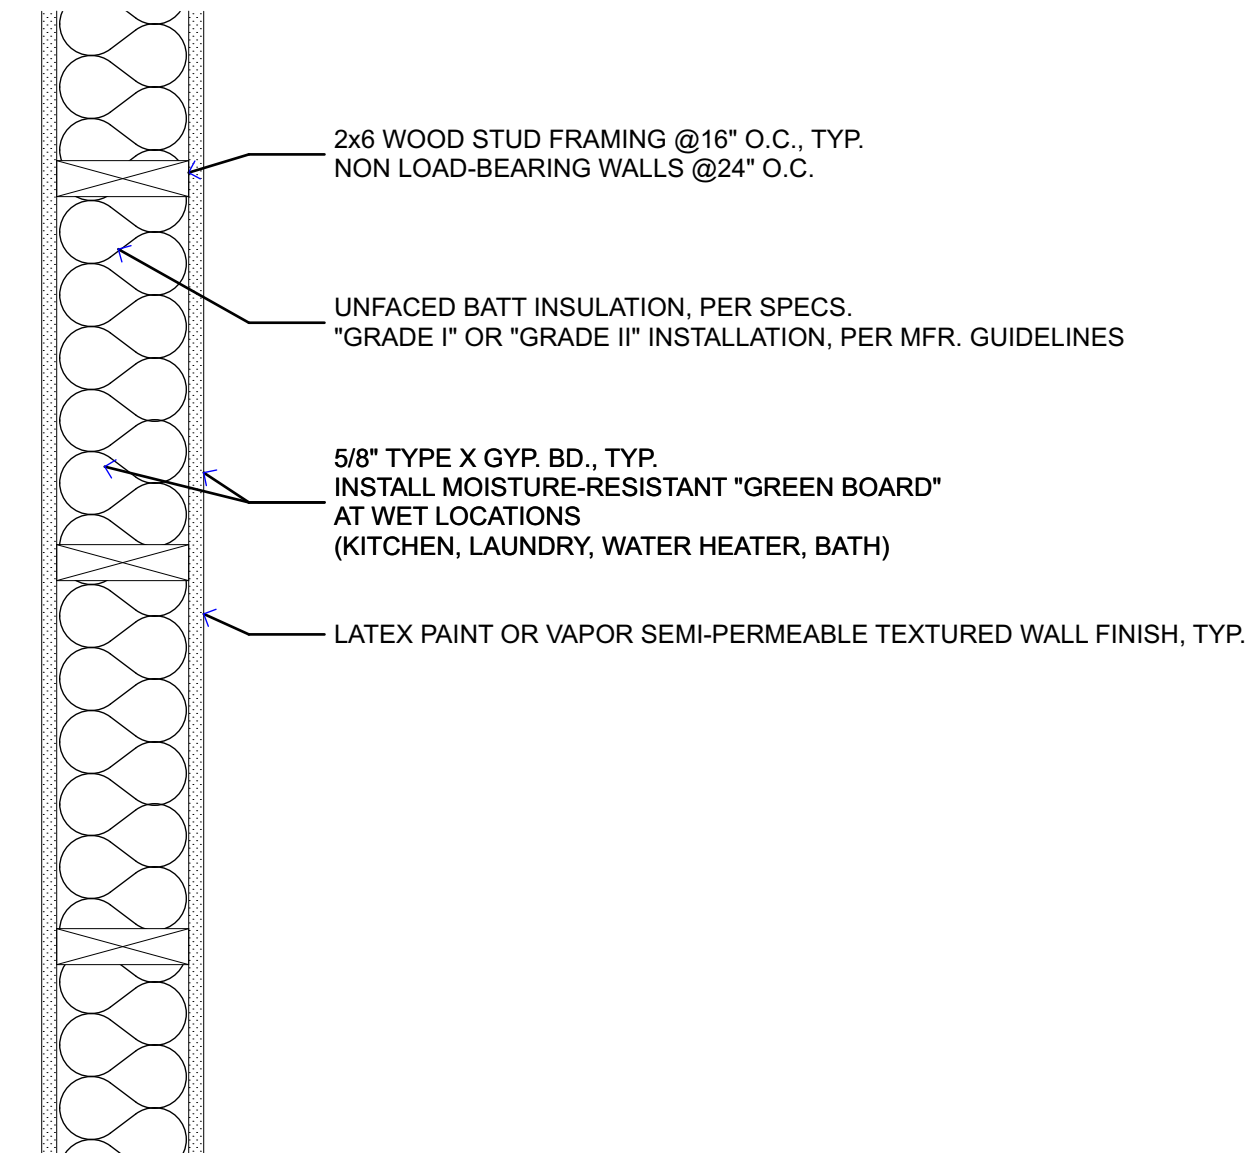 2x6 WOOD STUD FRAMING @16" O.C., TYP.
NON LOAD-BEARING WALLS @24" O.C.
UNFACED BATT INSULATION, PER SPECS.
"GRADE I" OR "GRADE II" INSTALLATION, PER MFR. GUIDELINES
5/8" TYPE X GYP. BD., TYP.
INSTALL MOISTURE-RESISTANT "GREEN BOARD"
AT WET LOCATIONS
(KITCHEN, LAUNDRY, WATER HEATER, BATH)
LATEX PAINT OR VAPOR SEMI-PERMEABLE TEXTURED WALL FINISH, TYP.